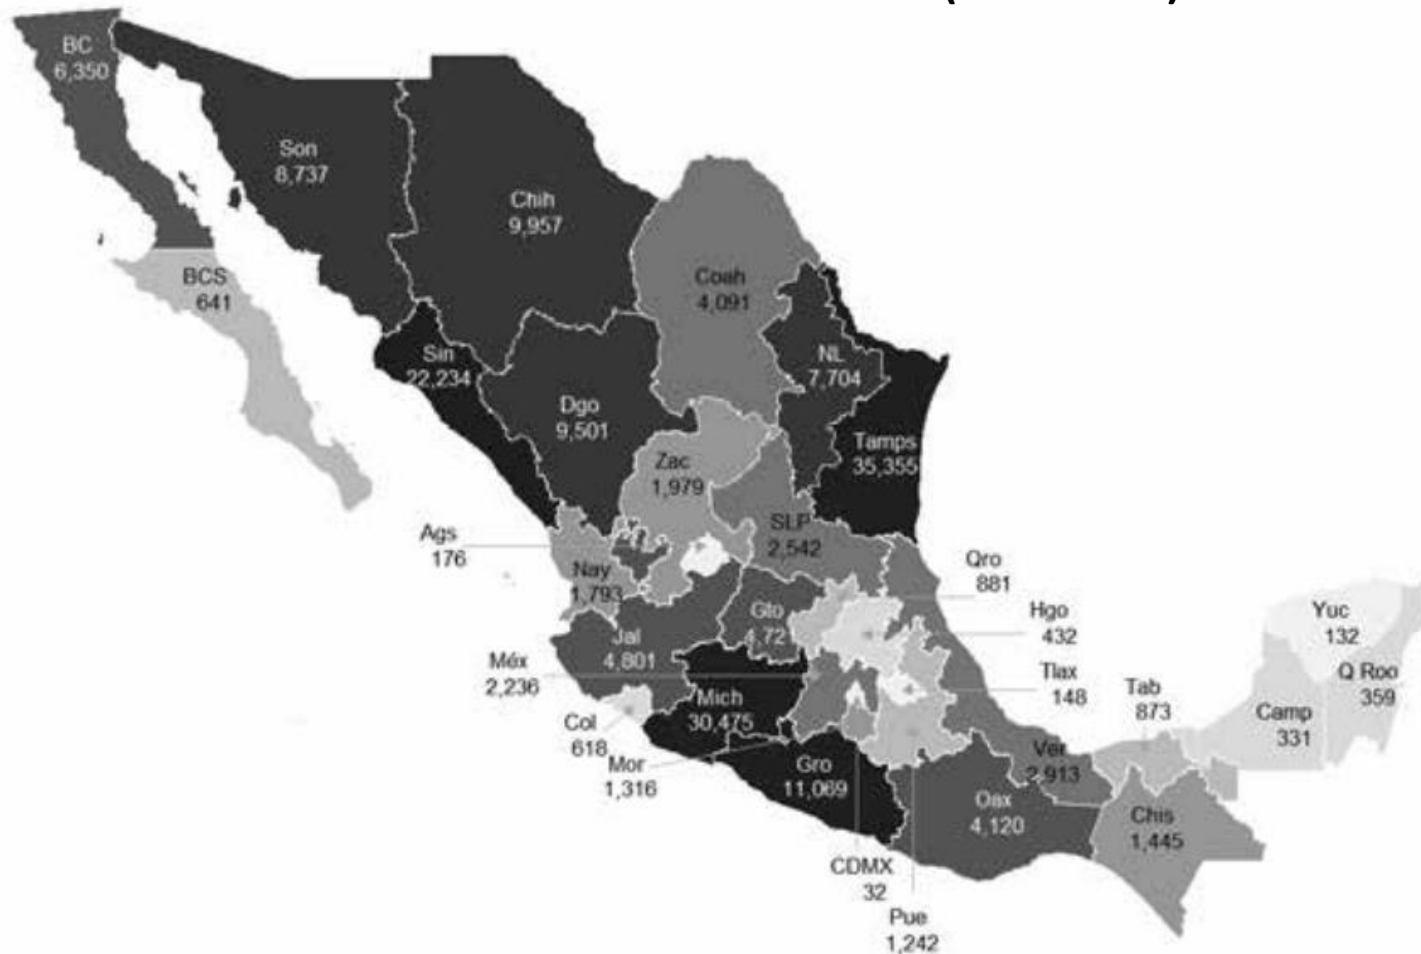 BC
6,350
Son
8,737
Chih
9,957
BCS
641
Coah
4,091
Sin
22,234
NL
7,704
Dgo
9,501
Tamps
35,355
Zac
1,979
SLP
2,542
Ags
176
Nay
1,793
Qro
881
Glo
4,72
Hgo
432
Yuc
132
Jal
4,801
Méx
2,236
Tlax
148
Q Roo
359
Tab
873
Mich
30,475
Col
618
Camp
331
Mor
1,316
Gro
11,069
Ver
2,913
Oax
4,120
Chis
1,445
CDMX
32
Pue
1,242